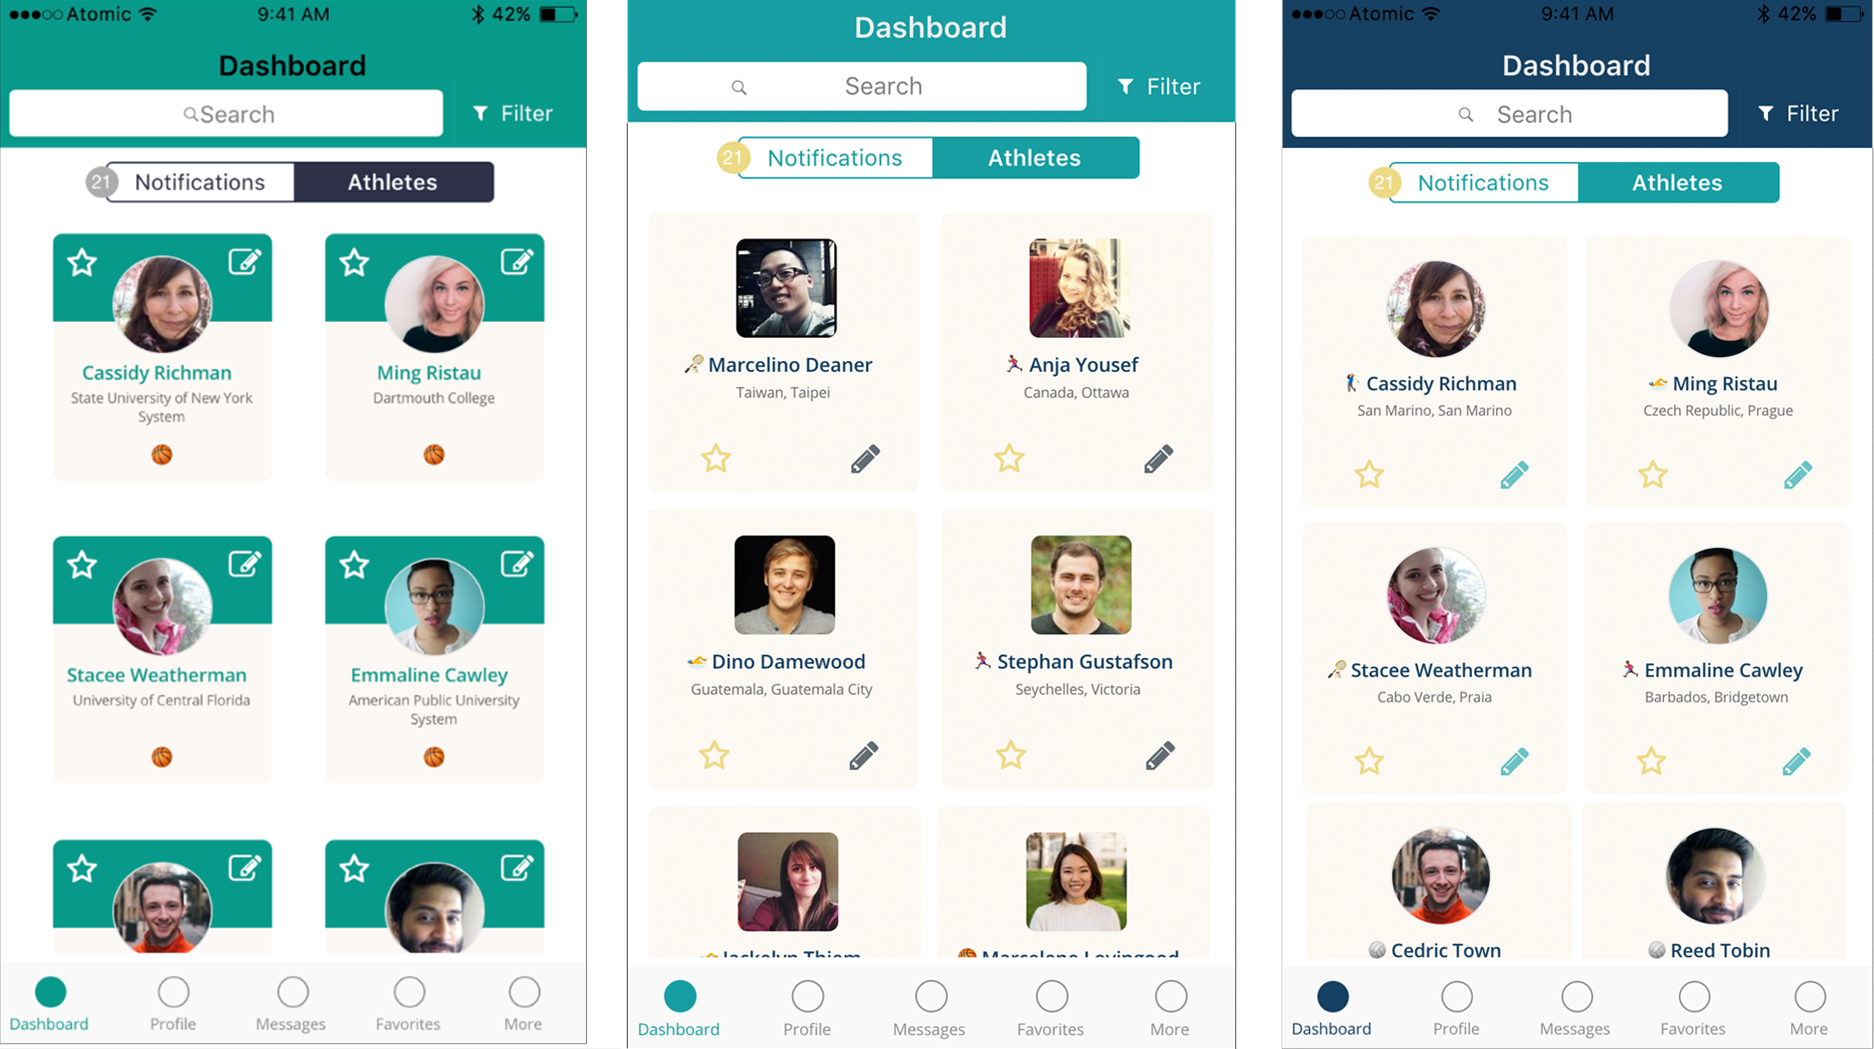 Atomic 9:41 AM 42%
Dashboard
Search Filter
21 Notifications Athletes
Cassidy Richman Ming Ristau
State University of New York Dartmouth College
System
Stacee Weatherman Emmaline Cawley
University of Central Florida American Public University
System
Dashboard Profile Messages Favorites More
Dashboard
Search Filter
21 Notifications Athletes
Marcelino Deaner Anja Yousef
Taiwan, Taipei Canada, Ottawa
Dino Damewood Stephan Gustafson
Guatemala, Guatemala City Seychelles, Victoria
Jackelyn Thiem Marcelene Lovingood
Dashboard Profile Messages Favorites More
Atomic 9:41 AM 42%
Dashboard
Search Filter
21 Notifications Athletes
Cassidy Richman Ming Ristau
San Marino, San Marino Czech Republic, Prague
Stacee Weatherman Emmaline Cawley
Cabo Verde, Praia Barbados, Bridgetown
Cedric Town Reed Tobin
Dashboard Profile Messages Favorites More